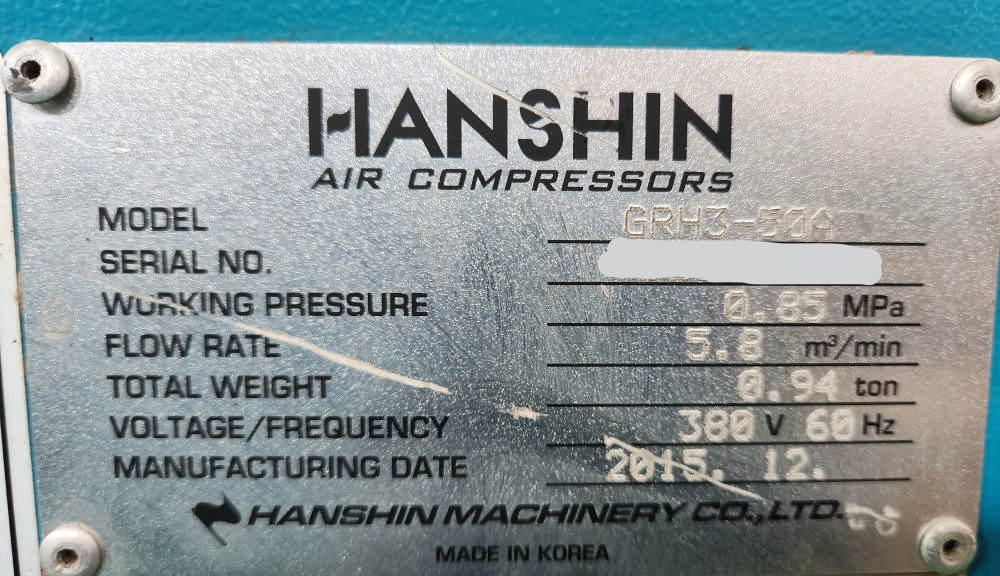 HANSHIN
AIR COMPRESSORS
MODEL GRH3-50A
SERIAL NO.
WORKING PRESSURE 0.85 MPa
FLOW RATE 5.8 m³/min
TOTAL WEIGHT 0.94 ton
VOLTAGE/FREQUENCY 380 V 60 Hz
MANUFACTURING DATE 2015. 12.
HANSHIN MACHINERY CO.,LTD.
MADE IN KOREA